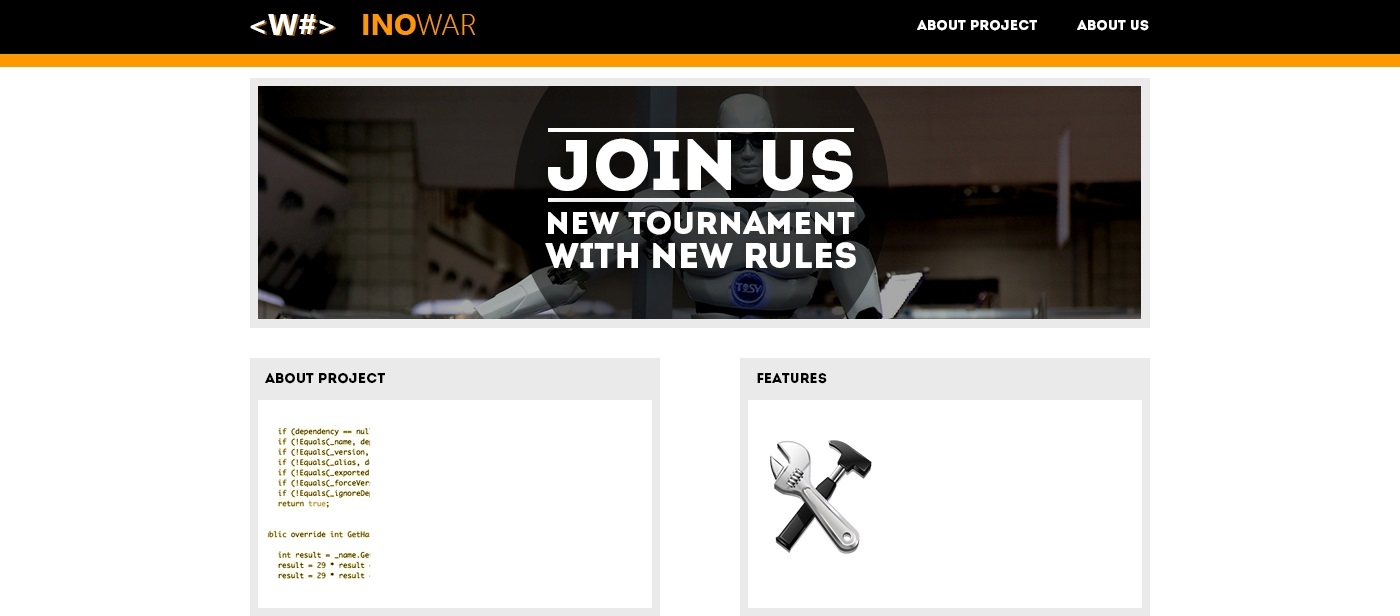 <W#> INOWAR ABOUT PROJECT ABOUT US
JOIN US
NEW TOURNAMENT
WITH NEW RULES
ABOUT PROJECT
if (dependency == nul
if (!Equals(_name, de
if (!Equals(_version,
if (!Equals(_alias, d
if (!Equals(_exported
if (!Equals(_forceVer
if (!Equals(_ignoreDe
return true;
blic override int GetHa
int result = _name.Ge
result = 29 * result
result = 29 * result
FEATURES